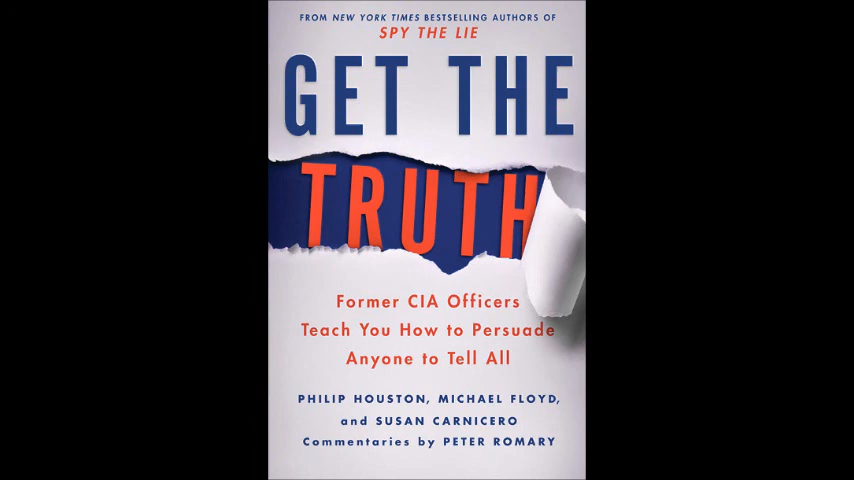 FROM NEW YORK TIMES BESTSELLING AUTHORS OF
SPY THE LIE
GET THE
TRUTH
Former CIA Officers
Teach You How to Persuade
Anyone to Tell All
PHILIP HOUSTON, MICHAEL FLOYD,
and SUSAN CARNICERO
Commentaries by PETER ROMARY